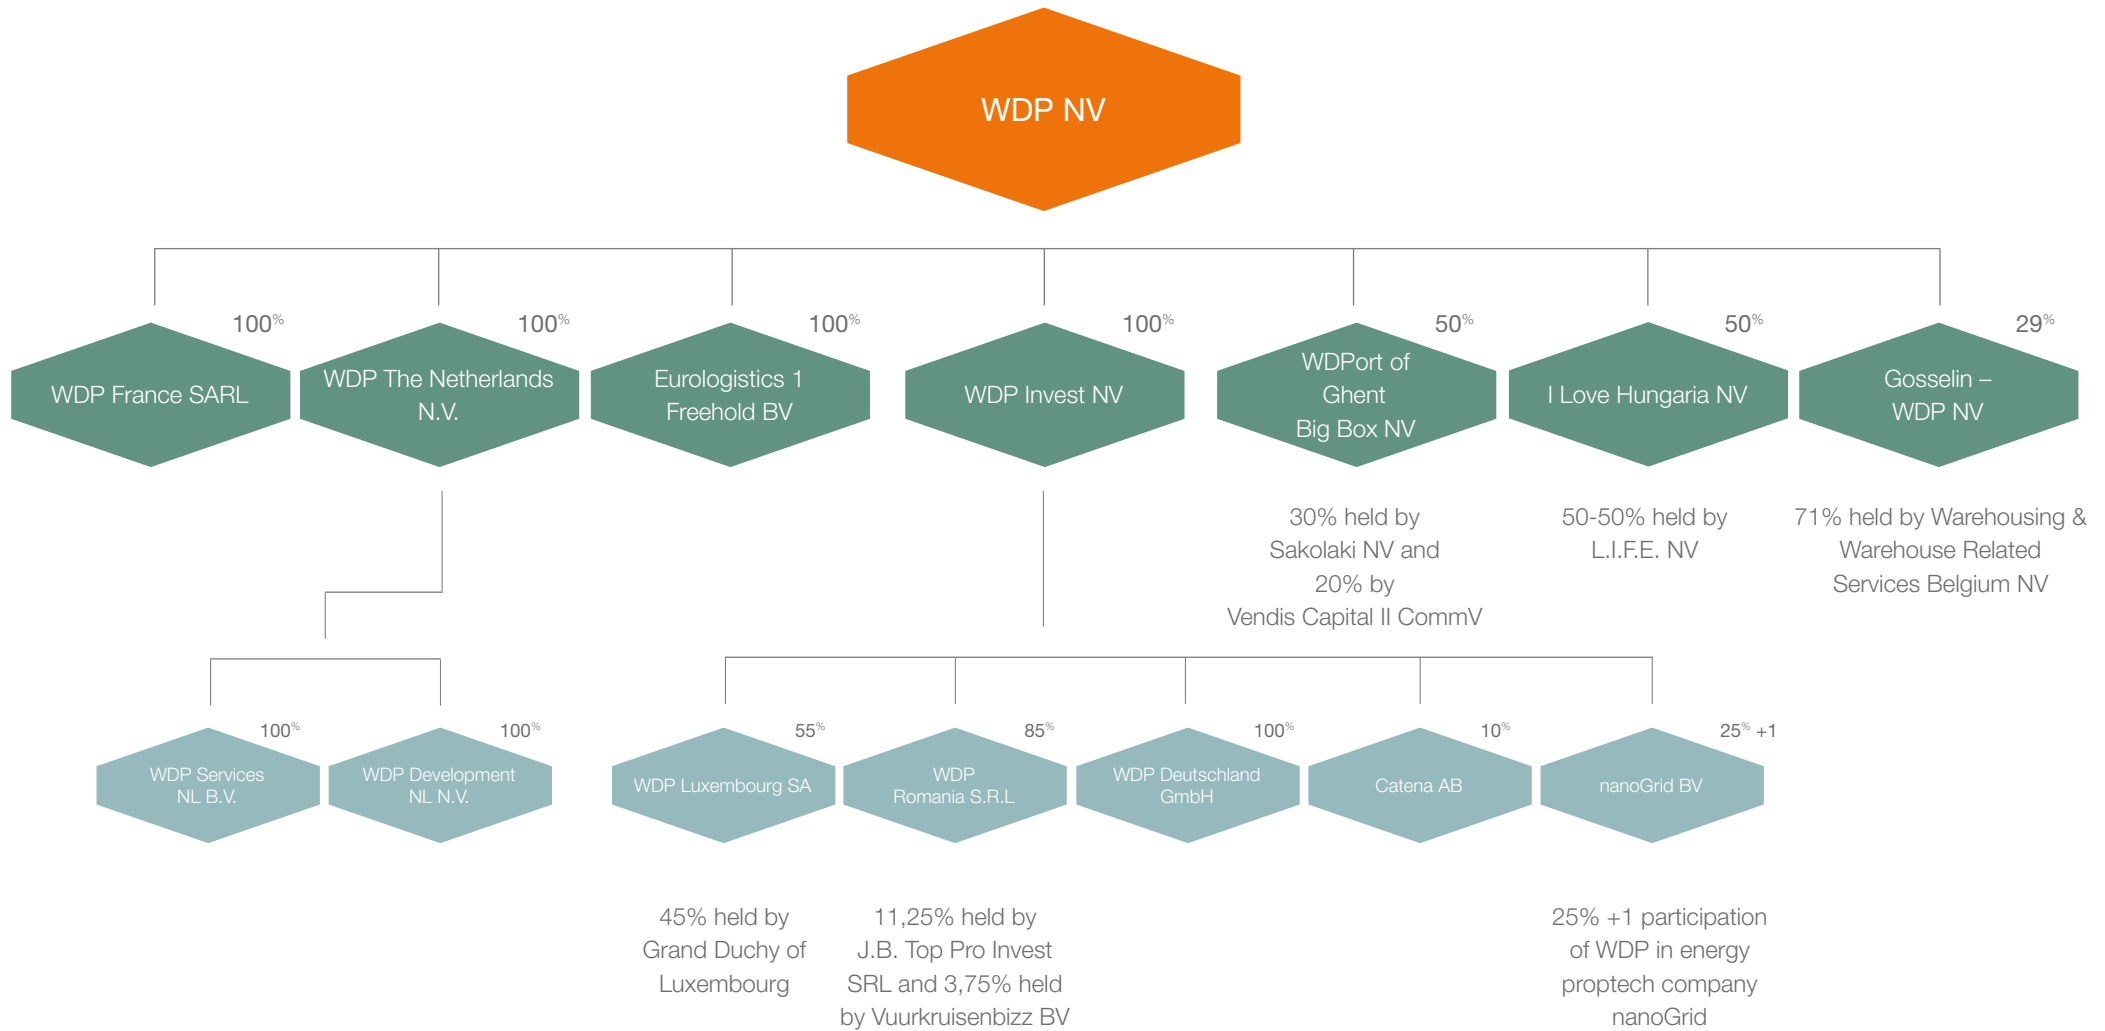 WDP NV
100%
WDP France SARL
100%
WDP The Netherlands
N.V.
100%
Eurologistics 1
Freehold BV
100%
WDP Invest NV
50%
WDPort of
Ghent
Big Box NV
50%
I Love Hungaria NV
29%
Gosselin –
WDP NV
30% held by
Sakolaki NV and
20% by
Vendis Capital II CommV
50-50% held by
L.I.F.E. NV
71% held by Warehousing &
Warehouse Related
Services Belgium NV
100%
WDP Services
NL B.V.
100%
WDP Development
NL N.V.
55%
WDP Luxembourg SA
85%
WDP
Romania S.R.L
100%
WDP Deutschland
GmbH
10%
Catena AB
25% +1
nanoGrid BV
45% held by
Grand Duchy of
Luxembourg
11,25% held by
J.B. Top Pro Invest
SRL and 3,75% held
by Vuurkruisenbizz BV
25% +1 participation
of WDP in energy
proptech company
nanoGrid